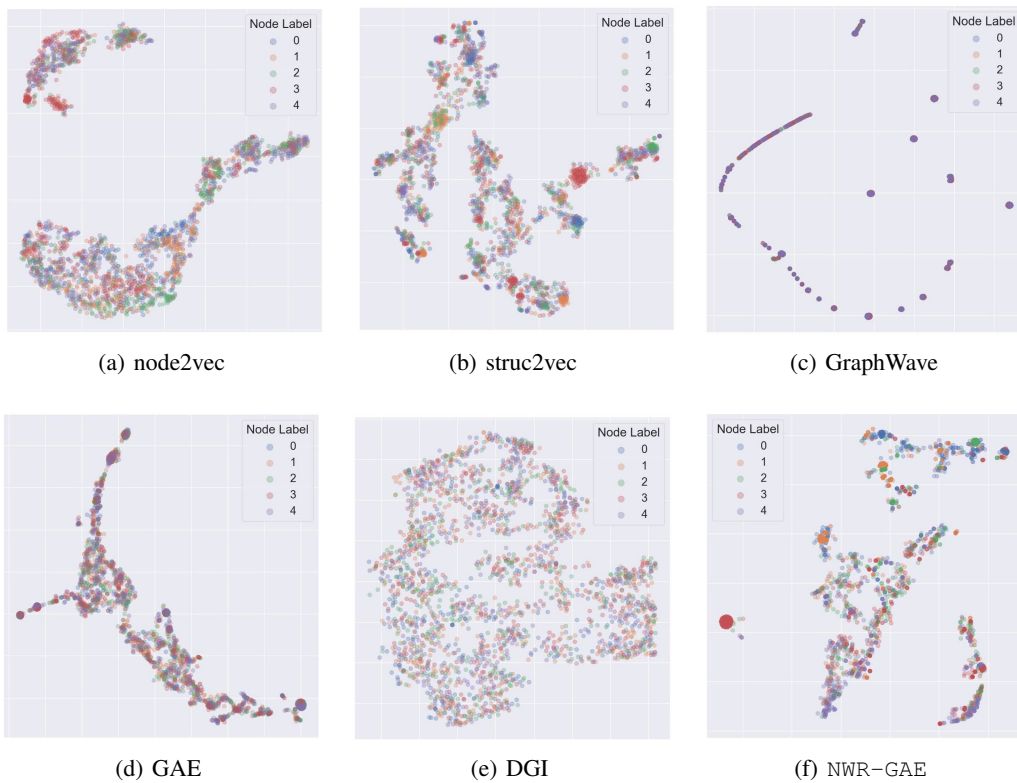 Node Label
0
1
2
3
4
Node Label
0
1
2
3
4
Node Label
0
1
2
3
4
(a) node2vec
(b) struc2vec
(c) GraphWave
Node Label
0
1
2
3
4
Node Label
0
1
2
3
4
Node Label
0
1
2
3
4
(d) GAE
(e) DGI
(f) NWR-GAE